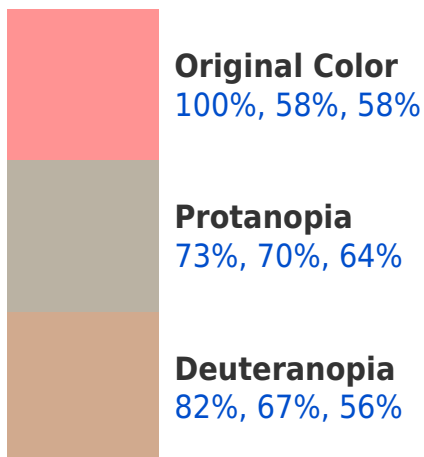 Original Color
100%, 58%, 58%
Protanopia
73%, 70%, 64%
Deuteranopia
82%, 67%, 56%